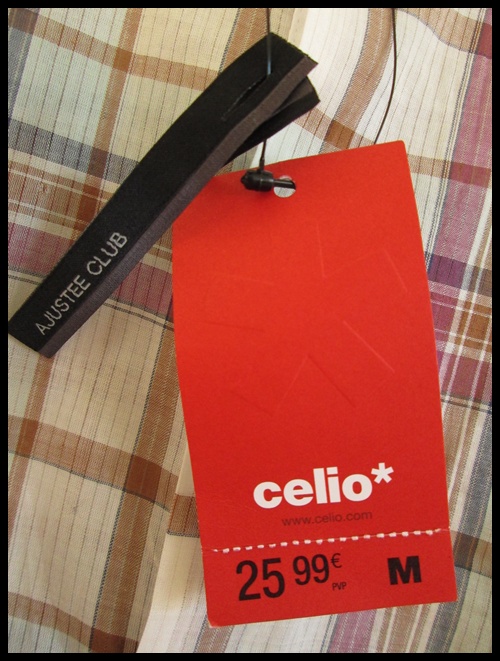 AJUSTEE CLUB
celio*
www.celio.com
25 99€
PVP
M